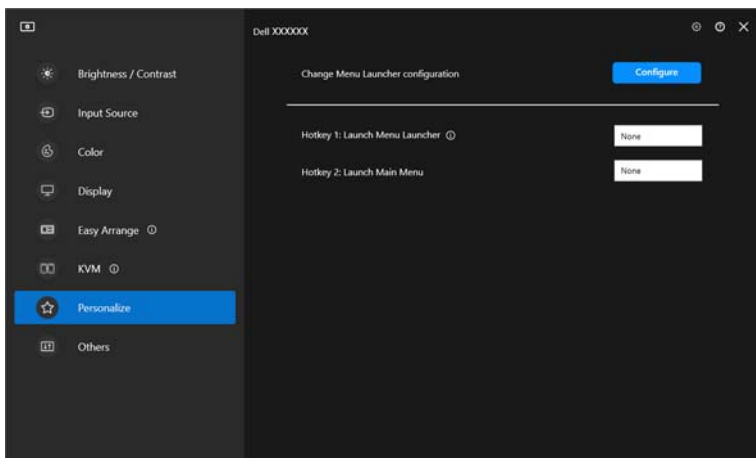 Dell XXXXXX
Brightness / Contrast
Input Source
Color
Display
Easy Arrange
KVM
Personalize
Others
Change Menu Launcher configuration
Configure
Hotkey 1: Launch Menu Launcher
None
Hotkey 2: Launch Main Menu
None